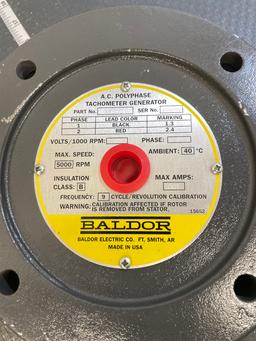 A.C. POLYPHASE
TACHOMETER GENERATOR
PART No. SER No.
PHASE LEAD COLOR MARKING
1 BLACK 1.3
2 RED 2.4
VOLTS/1000 RPM: PHASE:
MAX. SPEED: AMBIENT: 40 °C
5000 RPM
INSULATION MAX AMPS:
CLASS: B
FREQUENCY: 9 CYCLE/REVOLUTION CALIBRATION
WARNING: CALIBRATION AFFECTED IF ROTOR
IS REMOVED FROM STATOR.
15652
BALDOR
BALDOR ELECTRIC CO. FT. SMITH, AR
MADE IN USA